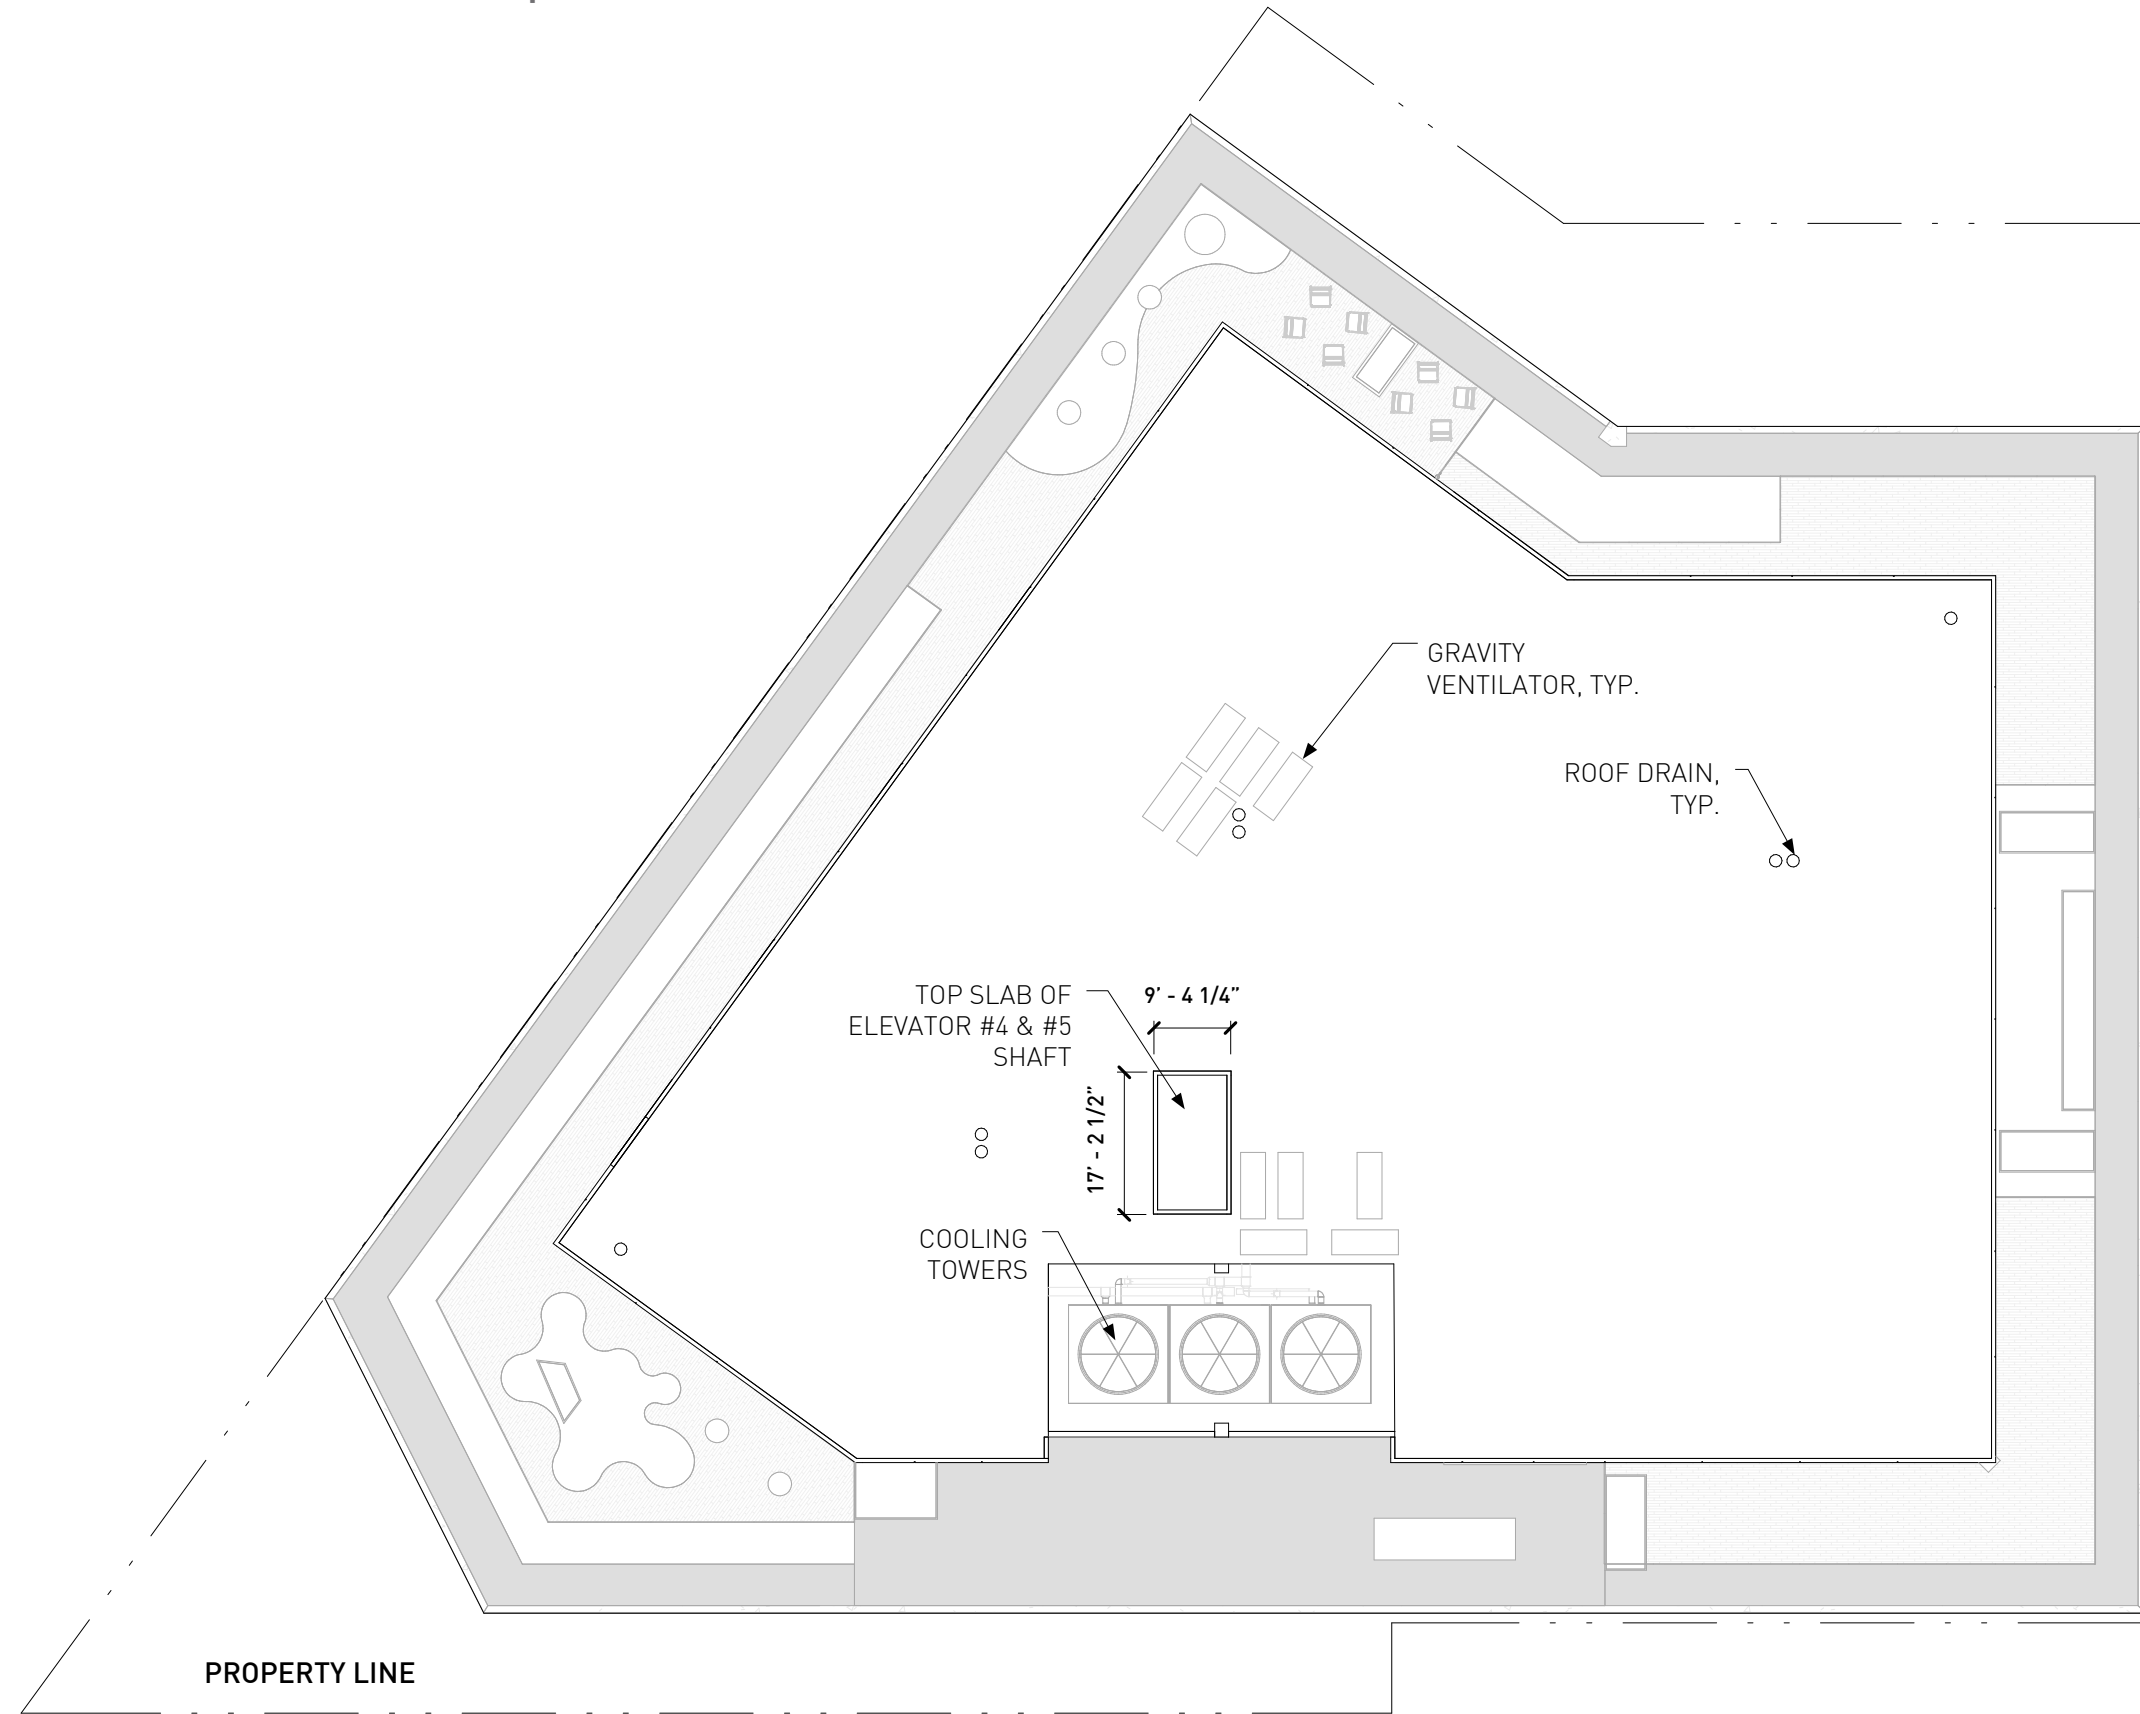 GRAVITY
VENTILATOR, TYP.
ROOF DRAIN,
TYP.
TOP SLAB OF
ELEVATOR #4 & #5
SHAFT
9’ - 4 1/4”
17’ - 2 1/2”
COOLING
TOWERS
PROPERTY LINE